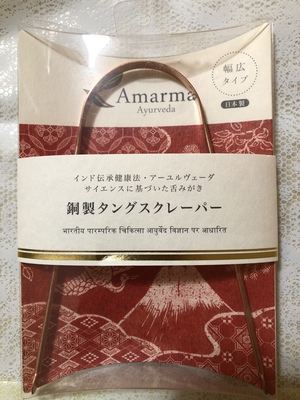 幅広
タイプ
日本製
Amarma
Ayurveda
インド伝承健康法・アーユルヴェーダ
サイエンスに基づいた舌みがき
銅製タングスクレーパー
भारतीय पारम्परिक चिकित्सा आयुर्वेद विज्ञान पर आधारित